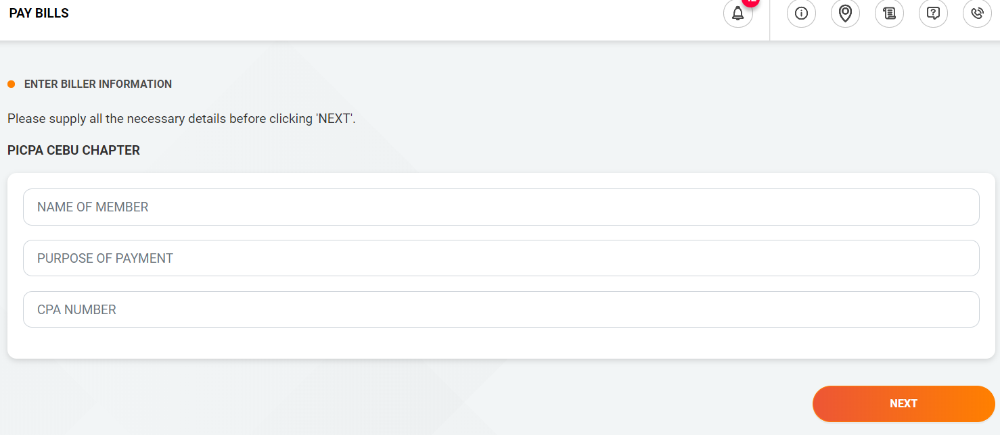 PAY BILLS
ENTER BILLER INFORMATION
Please supply all the necessary details before clicking 'NEXT'.
PICPA CEBU CHAPTER
NAME OF MEMBER
PURPOSE OF PAYMENT
CPA NUMBER
NEXT